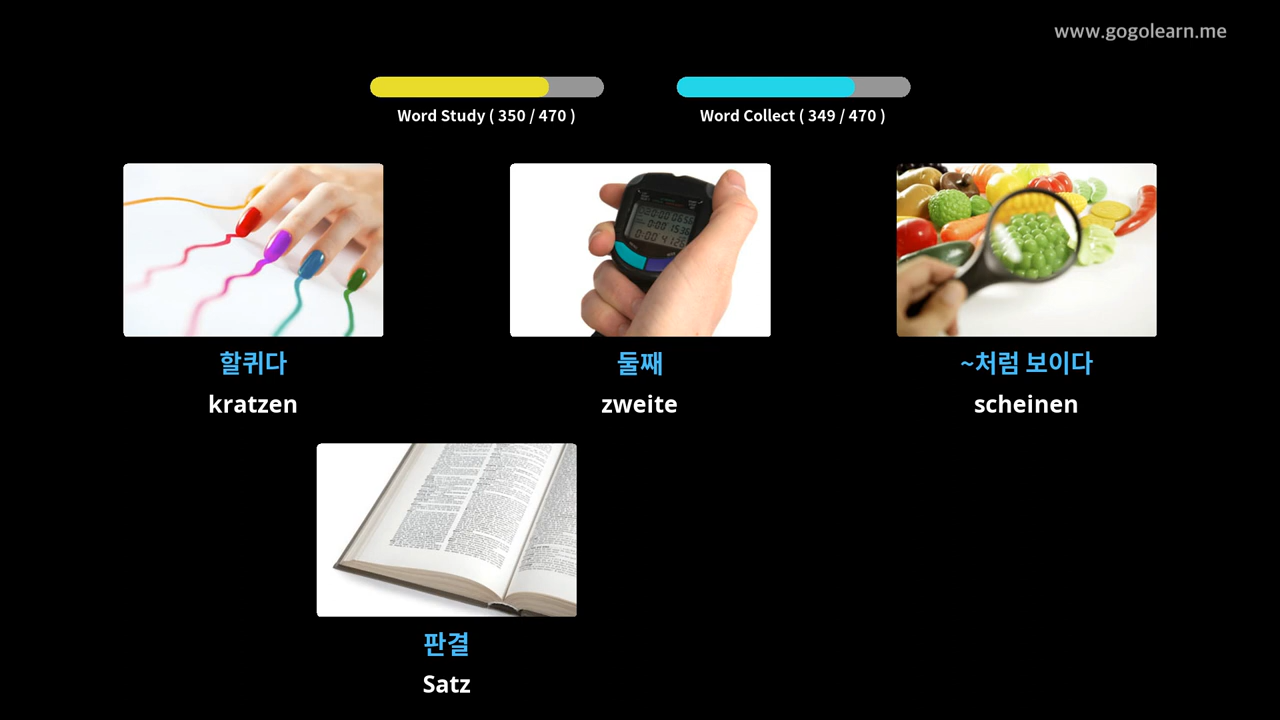 www.gogolearn.me
Word Study ( 350 / 470 )
Word Collect ( 349 / 470 )
할퀴다
kratzen
둘째
zweite
~처럼 보이다
scheinen
판결
Satz